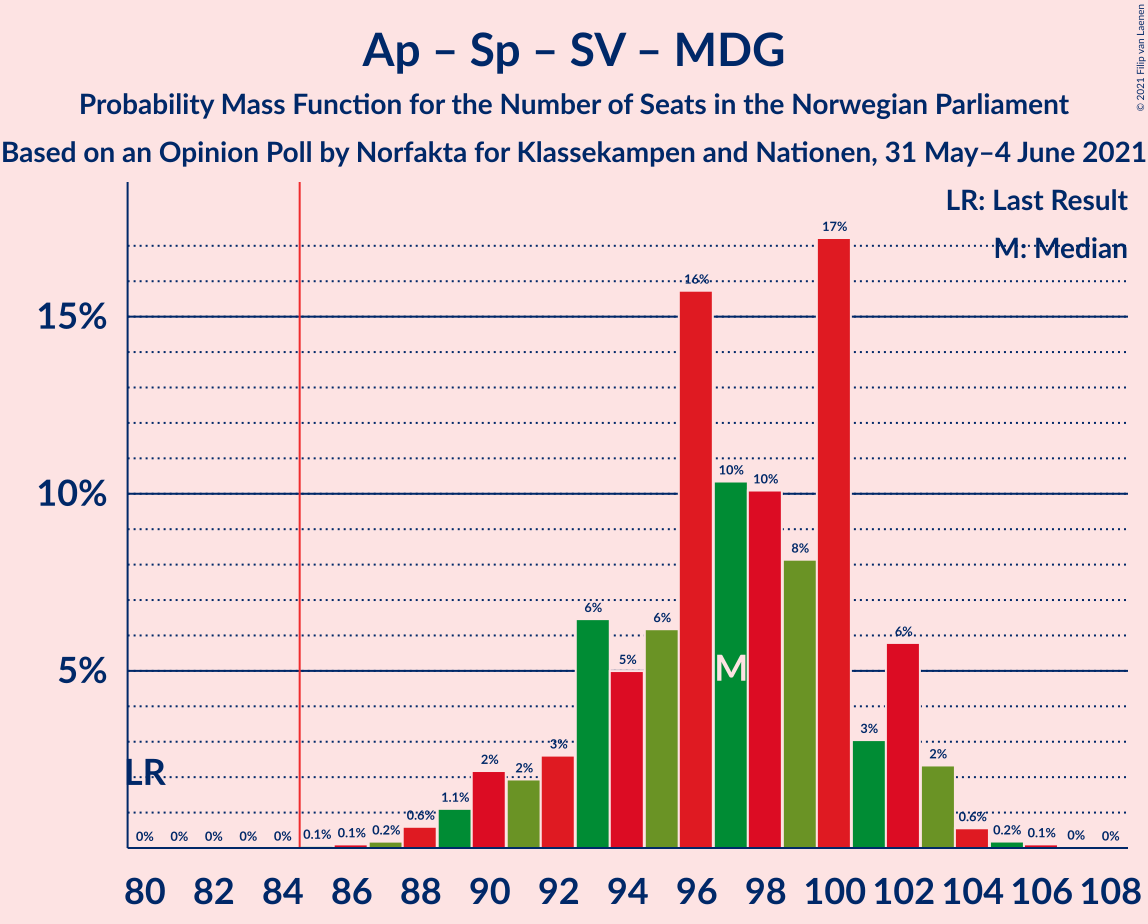 Ap – Sp – SV – MDG
Probability Mass Function for the Number of Seats in the Norwegian Parliament
Based on an Opinion Poll by Norfakta for Klassekampen and Nationen, 31 May–4 June 2021
© 2021 Filip van Laenen
LR: Last Result
M: Median
17%
16%
15%
10%
10%
10%
8%
6%
5%
6%
6%
5%
M
3%
3%
2%
2%
2%
LR
1.1%
0.6%
0.6%
0% 0% 0% 0% 0% 0.1% 0.1% 0.2% 0.2% 0.1% 0% 0%
80 82 84 86 88 90 92 94 96 98 100 102 104 106 108